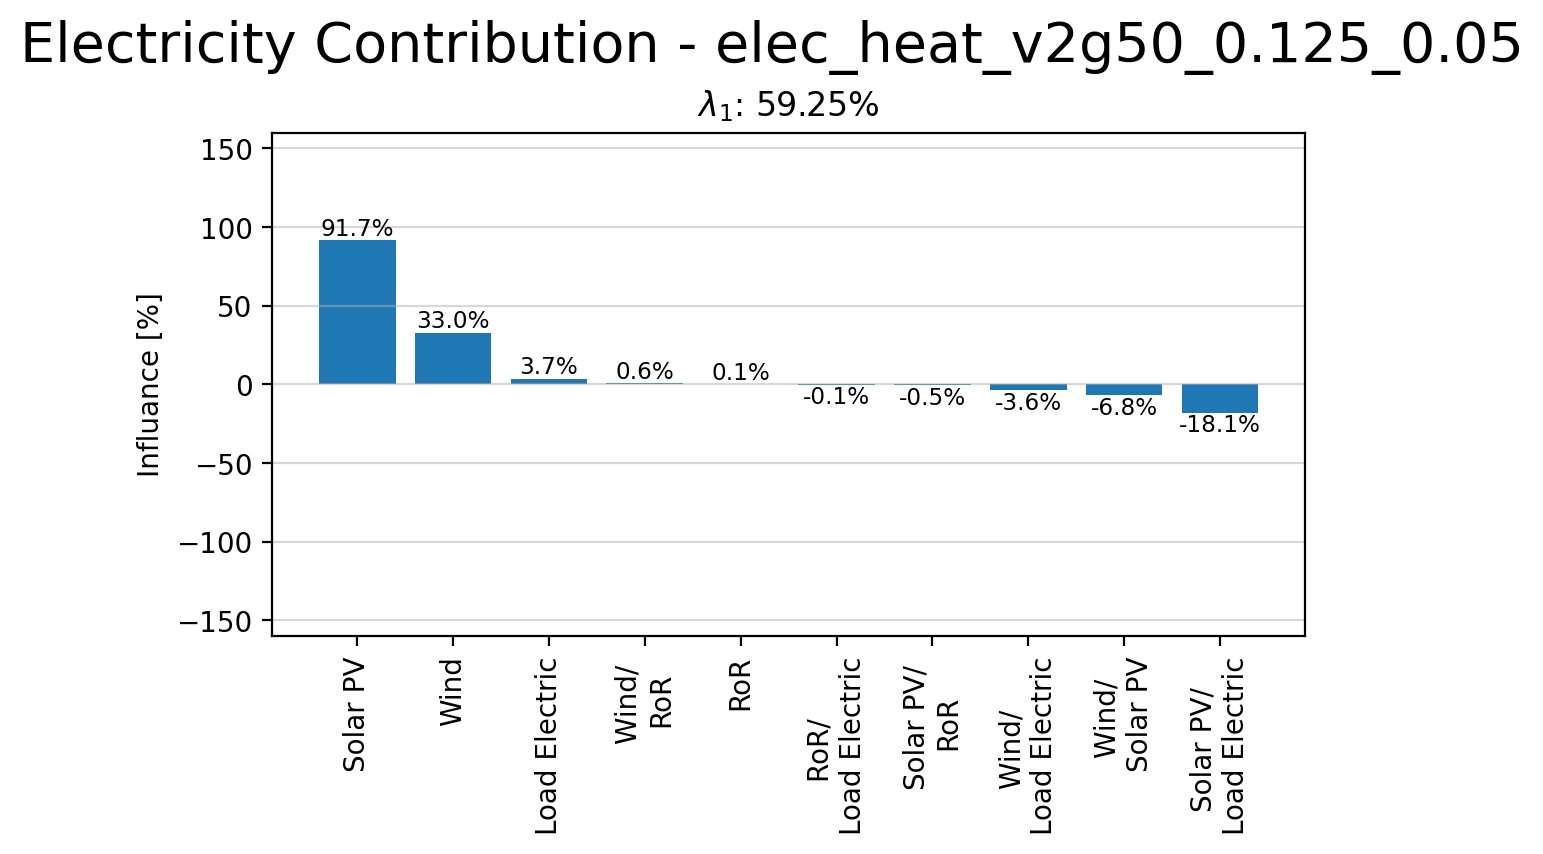 Electricity Contribution - elec_heat_v2g50_0.125_0.05
λ₁: 59.25%
Influance [%]
150
100
50
0
−50
−100
−150
91.7%
33.0%
3.7%
0.6%
0.1%
-0.1%
-0.5%
-3.6%
-6.8%
-18.1%
Solar PV
Wind
Load Electric
Wind/
RoR
RoR
RoR/
Load Electric
Solar PV/
RoR
Wind/
Load Electric
Wind/
Solar PV
Solar PV/
Load Electric